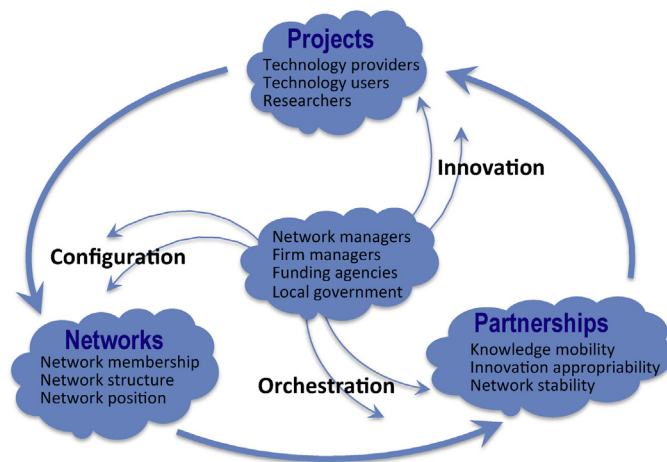 Projects
Technology providers
Technology users
Researchers
Innovation
Configuration
Network managers
Firm managers
Funding agencies
Local government
Networks
Network membership
Network structure
Network position
Orchestration
Partnerships
Knowledge mobility
Innovation appropriability
Network stability